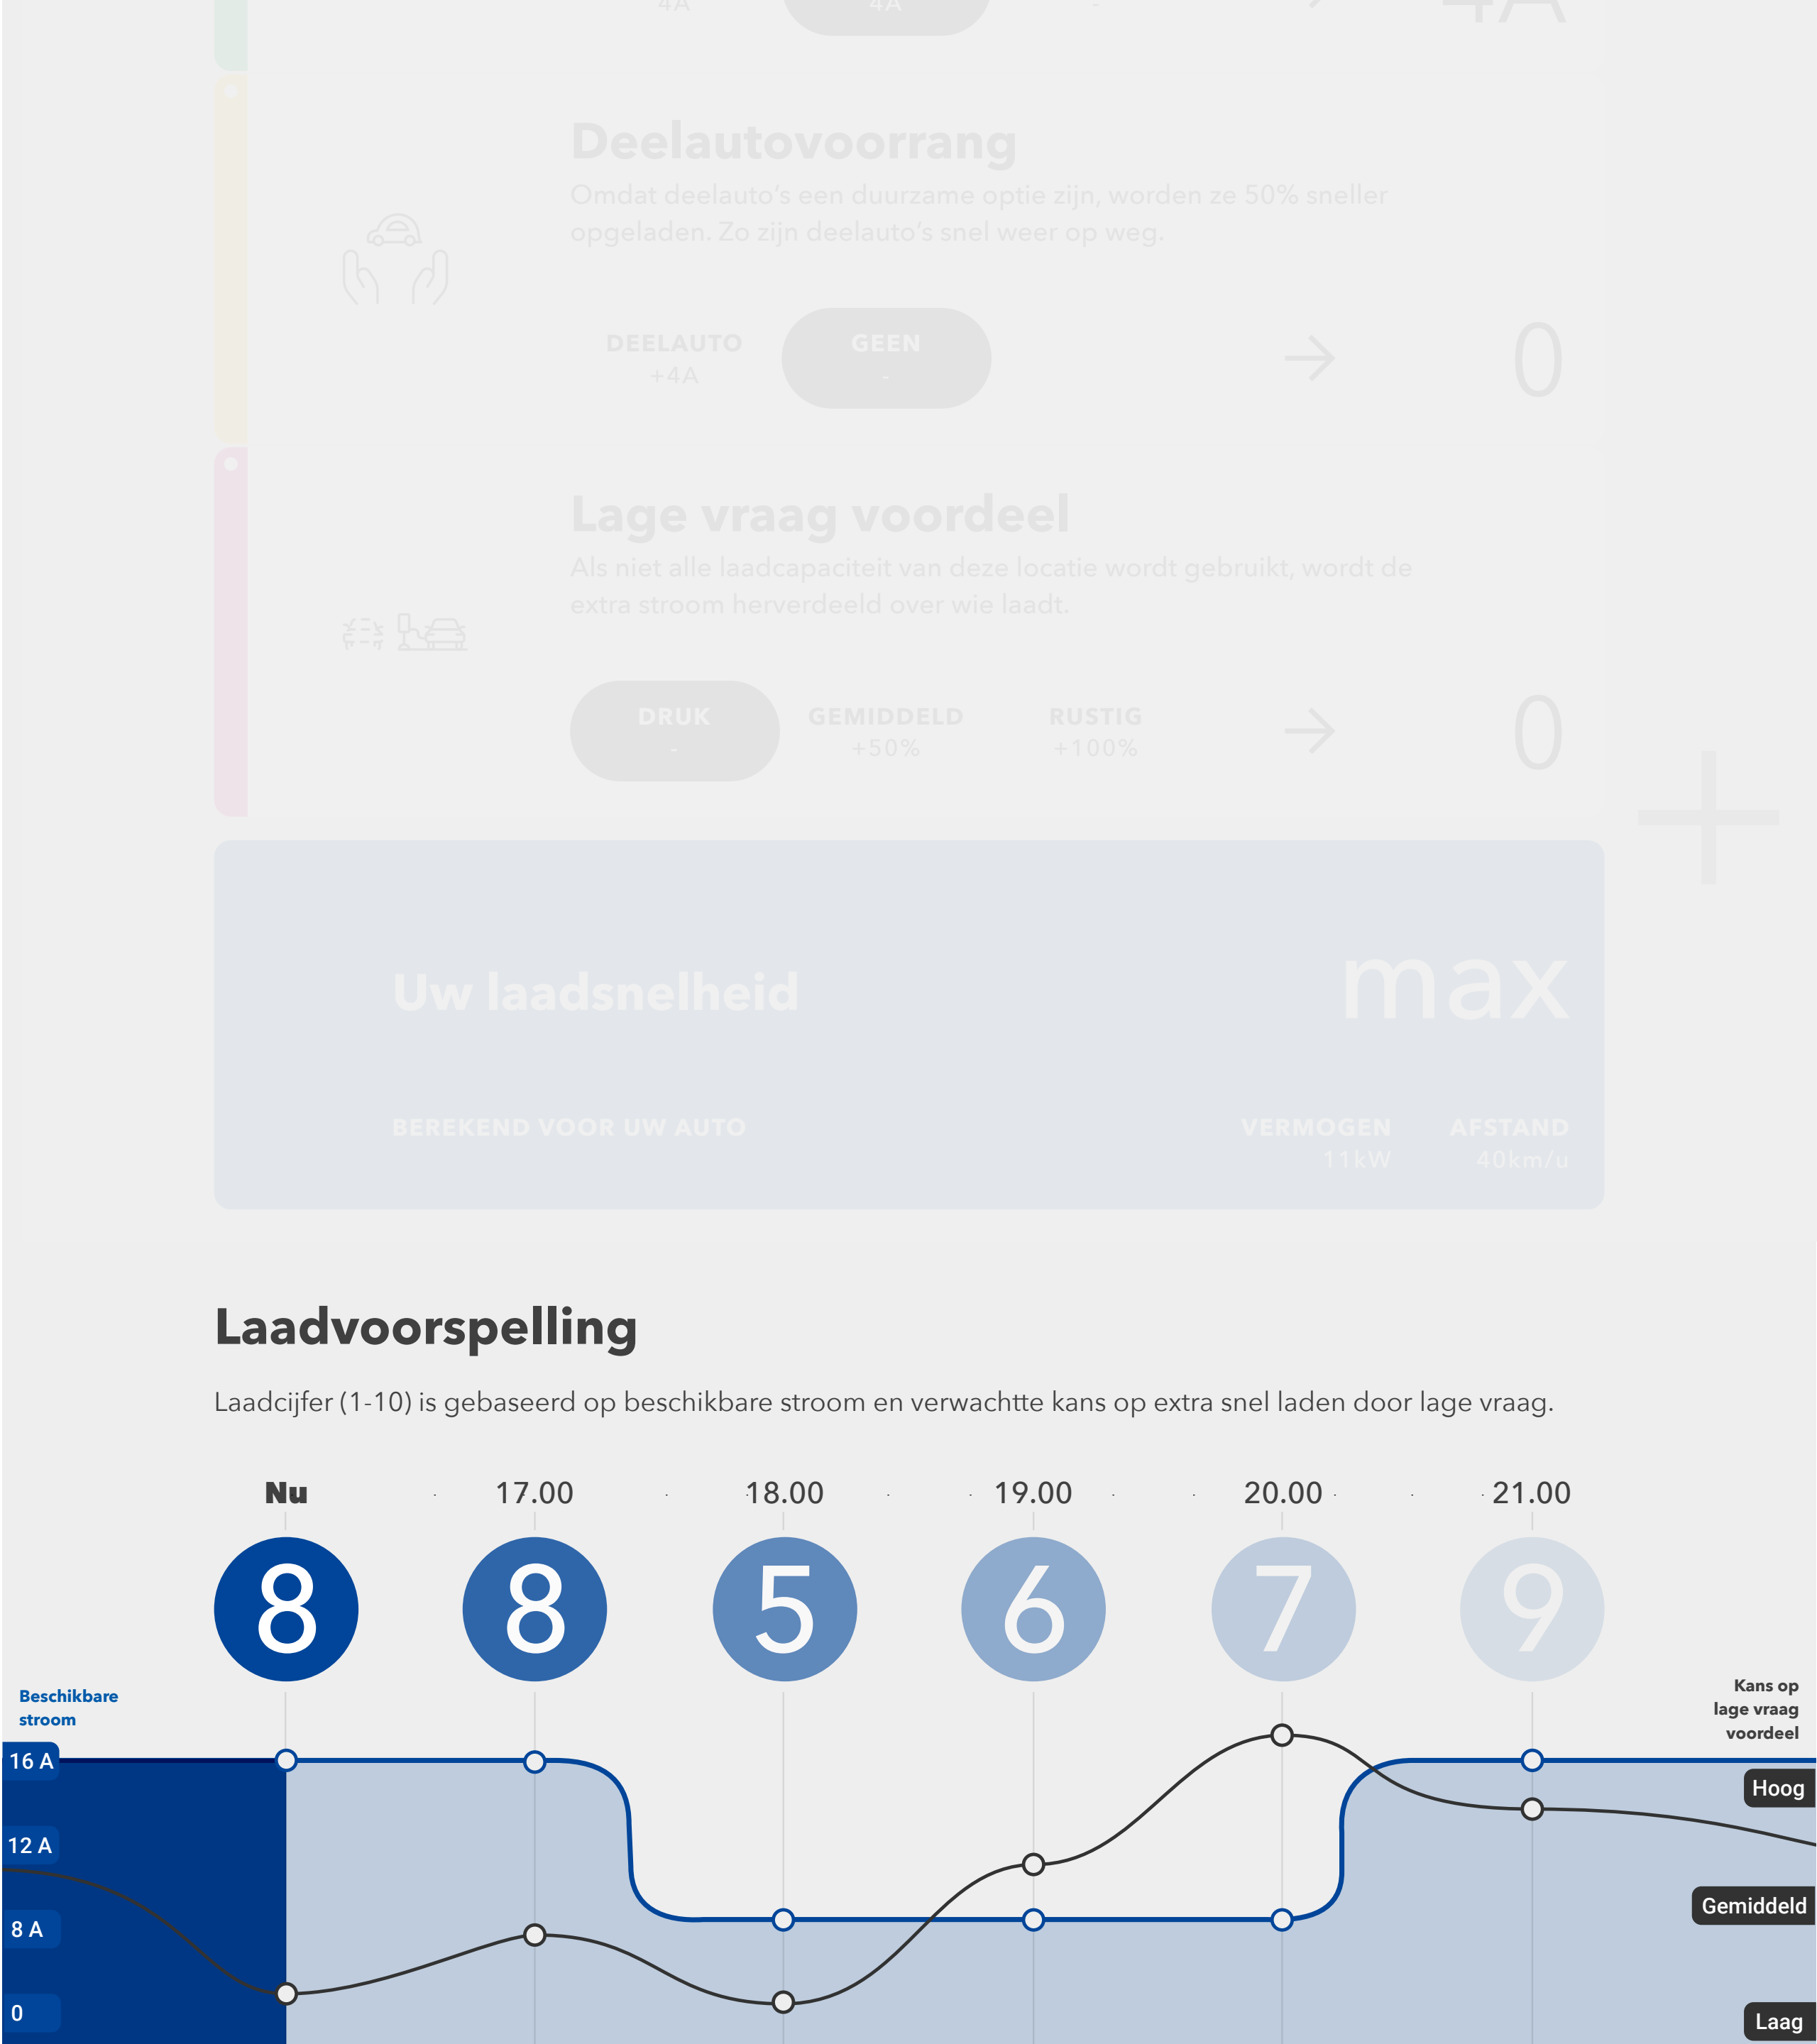 4A 4A - 4A
Deelautovoorrang
Omdat deelauto’s een duurzame optie zijn, worden ze 50% sneller
opgeladen. Zo zijn deelauto’s snel weer op weg.
DEELAUTO GEEN
+4A - → 0
Lage vraag voordeel
Als niet alle laadcapaciteit van deze locatie wordt gebruikt, wordt de
extra stroom herverdeeld over wie laadt.
DRUK GEMIDDELD RUSTIG
- +50% +100% → 0
Uw laadsnelheid max
BEREKEND VOOR UW AUTO VERMOGEN AFSTAND
11kW 40km/u
Laadvoorspelling
Laadcijfer (1-10) is gebaseerd op beschikbare stroom en verwachtte kans op extra snel laden door lage vraag.
Nu 17.00 18.00 19.00 20.00 21.00
8 8 5 6 7 9
Beschikbare
stroom
Kans op
lage vraag
voordeel
16 A
12 A
8 A
0
Hoog
Gemiddeld
Laag